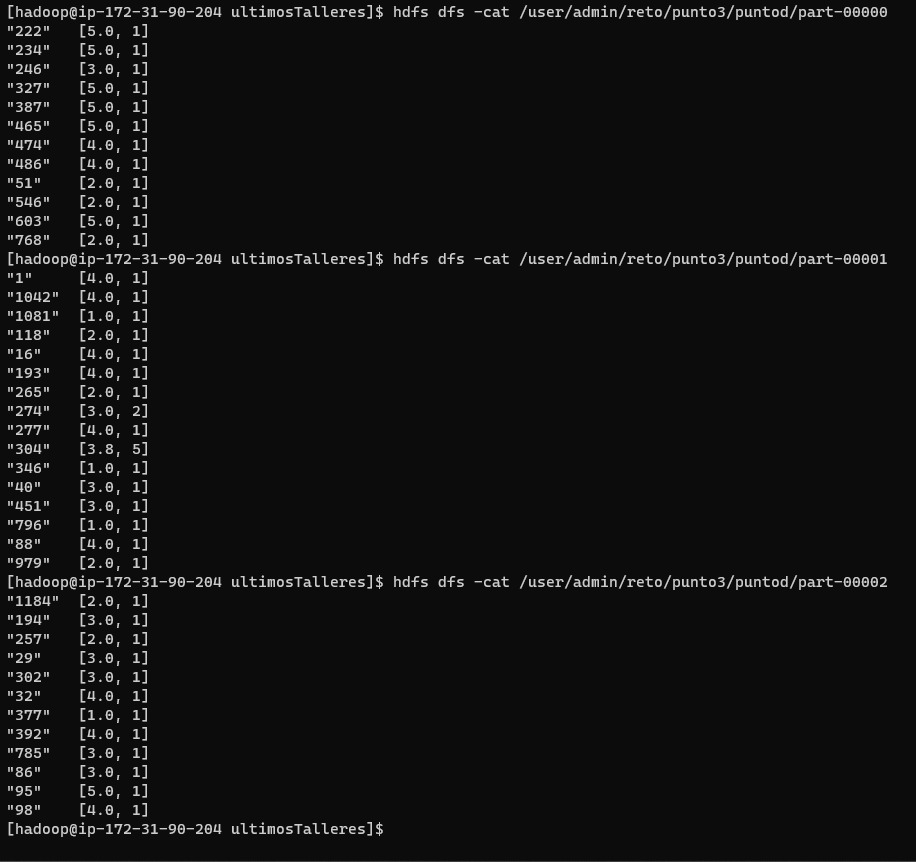 [hadoop@ip-172-31-90-204 ultimosTalleres]$ hdfs dfs -cat /user/admin/reto/punto3/puntod/part-00000
"222"	[5.0, 1]
"234"	[5.0, 1]
"246"	[3.0, 1]
"327"	[5.0, 1]
"387"	[5.0, 1]
"465"	[5.0, 1]
"474"	[4.0, 1]
"486"	[4.0, 1]
"51"	[2.0, 1]
"546"	[2.0, 1]
"603"	[5.0, 1]
"768"	[2.0, 1]
[hadoop@ip-172-31-90-204 ultimosTalleres]$ hdfs dfs -cat /user/admin/reto/punto3/puntod/part-00001
"1"	[4.0, 1]
"1042"	[4.0, 1]
"1081"	[1.0, 1]
"118"	[2.0, 1]
"16"	[4.0, 1]
"193"	[4.0, 1]
"265"	[2.0, 1]
"274"	[3.0, 2]
"277"	[4.0, 1]
"304"	[3.8, 5]
"346"	[1.0, 1]
"40"	[3.0, 1]
"451"	[3.0, 1]
"796"	[1.0, 1]
"88"	[4.0, 1]
"979"	[2.0, 1]
[hadoop@ip-172-31-90-204 ultimosTalleres]$ hdfs dfs -cat /user/admin/reto/punto3/puntod/part-00002
"1184"	[2.0, 1]
"194"	[3.0, 1]
"257"	[2.0, 1]
"29"	[3.0, 1]
"302"	[3.0, 1]
"32"	[4.0, 1]
"377"	[1.0, 1]
"392"	[4.0, 1]
"785"	[3.0, 1]
"86"	[3.0, 1]
"95"	[5.0, 1]
"98"	[4.0, 1]
[hadoop@ip-172-31-90-204 ultimosTalleres]$